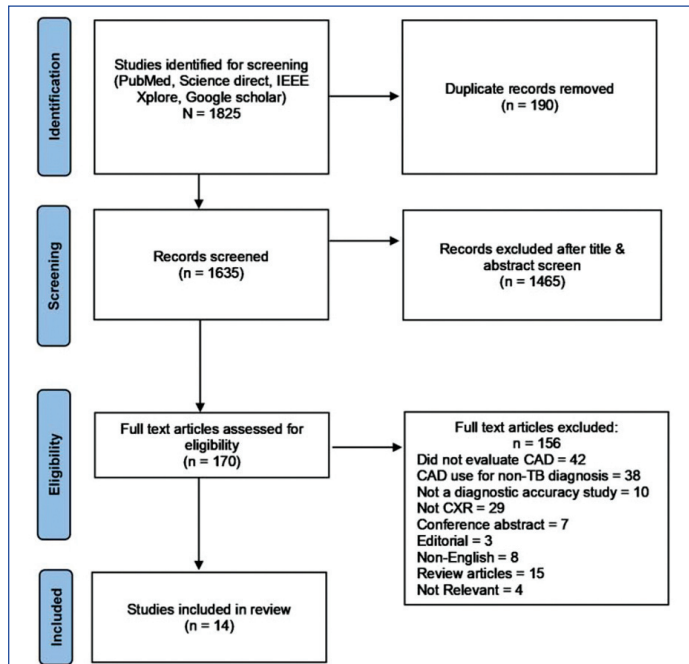 Identification
Studies identified for screening
(PubMed, Science direct, IEEE
Xplore, Google scholar)
N = 1825
Duplicate records removed
(n = 190)
Screening
Records screened
(n = 1635)
Records excluded after title &
abstract screen
(n = 1465)
Eligibility
Full text articles assessed for
eligibility
(n = 170)
Full text articles excluded:
n = 156
Did not evaluate CAD = 42
CAD use for non-TB diagnosis = 38
Not a diagnostic accuracy study = 10
Not CXR = 29
Conference abstract = 7
Editorial = 3
Non-English = 8
Review articles = 15
Not Relevant = 4
Included
Studies included in review
(n = 14)